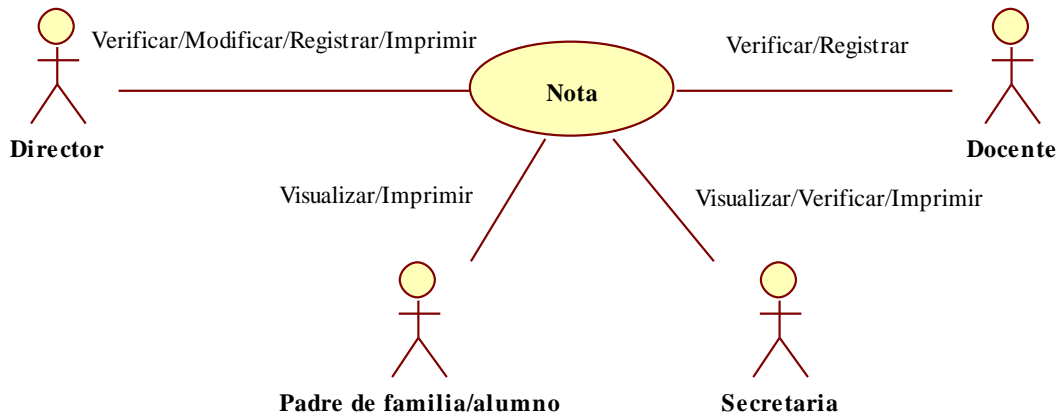 Verificar/Modificar/Registrar/Imprimir
Verificar/Registrar
Nota
Director
Docente
Visualizar/Imprimir
Visualizar/Verificar/Imprimir
Padre de familia/alumno
Secretaria